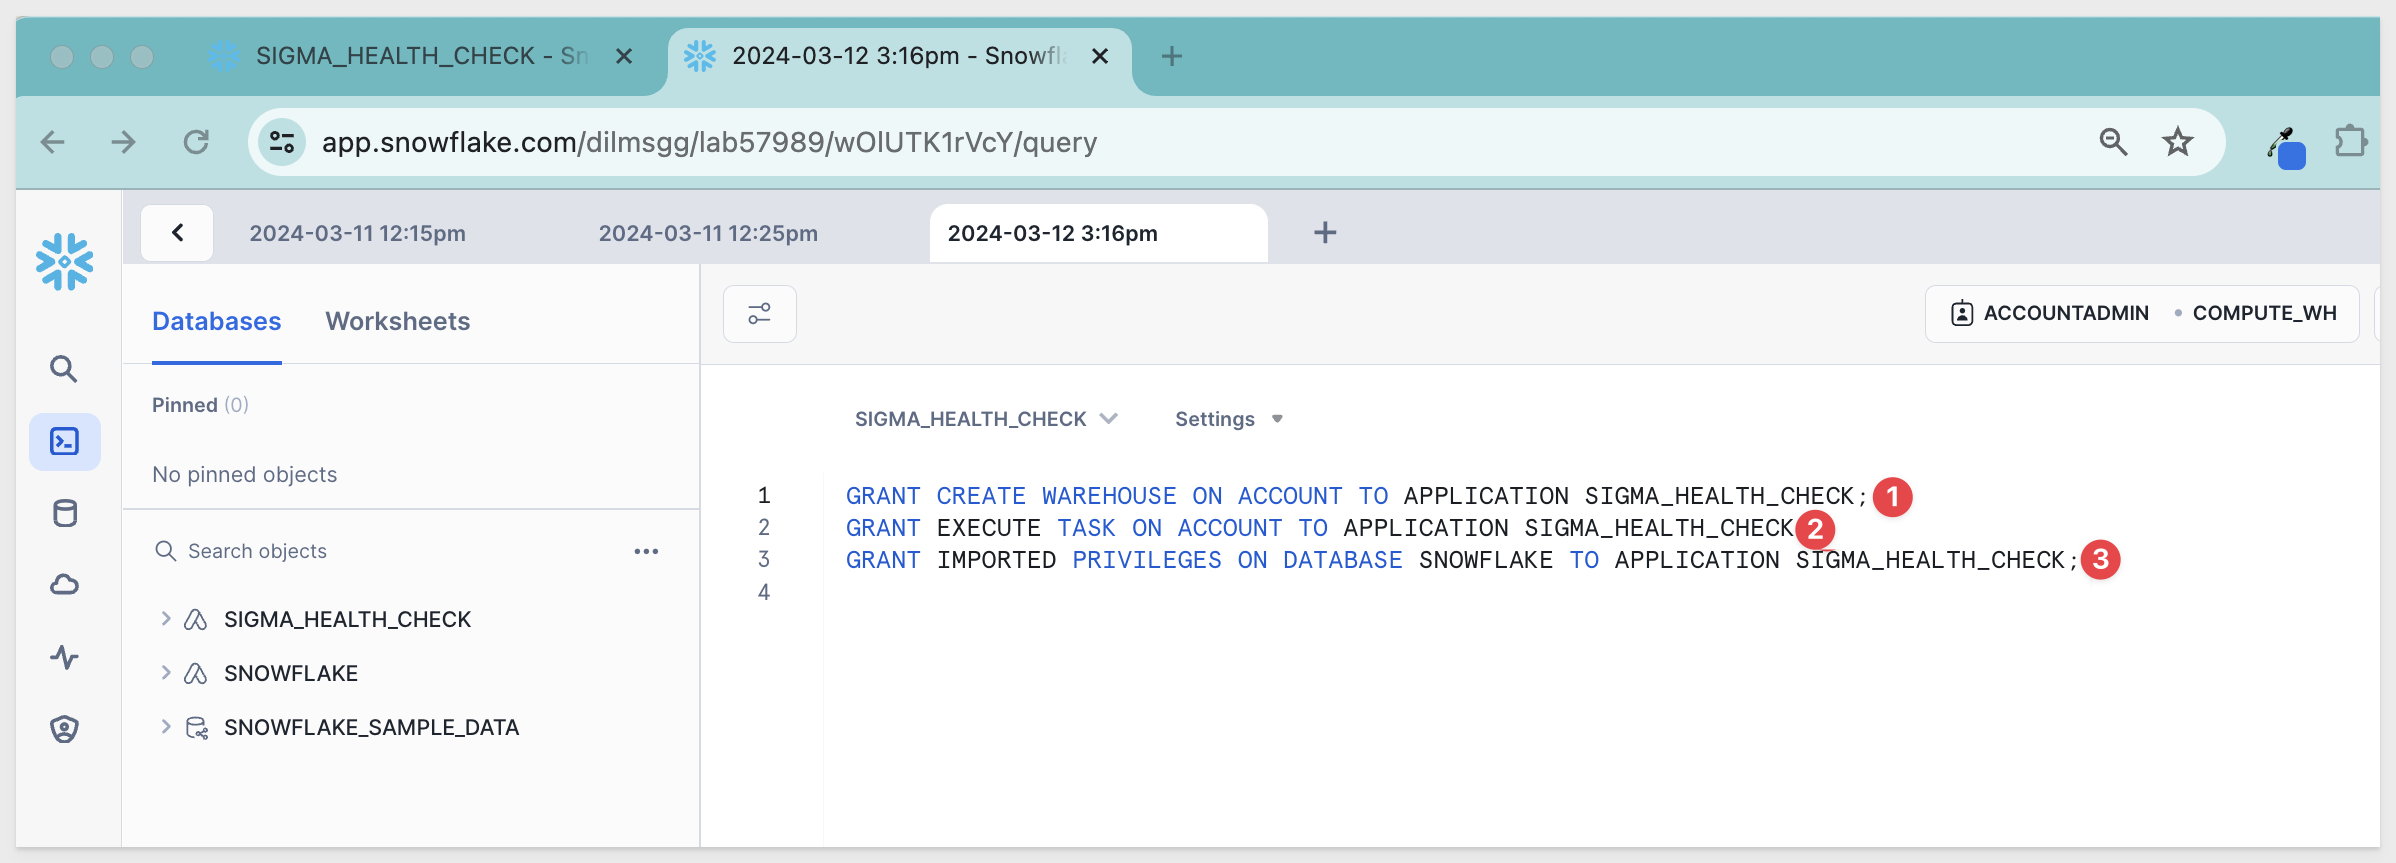 SIGMA_HEALTH_CHECK - Sn
2024-03-12 3:16pm - Snowfla
app.snowflake.com/dilmsgg/lab57989/wOlUTK1rVcY/query
2024-03-11 12:15pm
2024-03-11 12:25pm
2024-03-12 3:16pm
Databases
Worksheets
ACCOUNTADMIN
COMPUTE_WH
Pinned (0)
No pinned objects
Search objects
SIGMA_HEALTH_CHECK
SNOWFLAKE
SNOWFLAKE_SAMPLE_DATA
SIGMA_HEALTH_CHECK
Settings
1 GRANT CREATE WAREHOUSE ON ACCOUNT TO APPLICATION SIGMA_HEALTH_CHECK; 1
2 GRANT EXECUTE TASK ON ACCOUNT TO APPLICATION SIGMA_HEALTH_CHECK 2
3 GRANT IMPORTED PRIVILEGES ON DATABASE SNOWFLAKE TO APPLICATION SIGMA_HEALTH_CHECK; 3
4